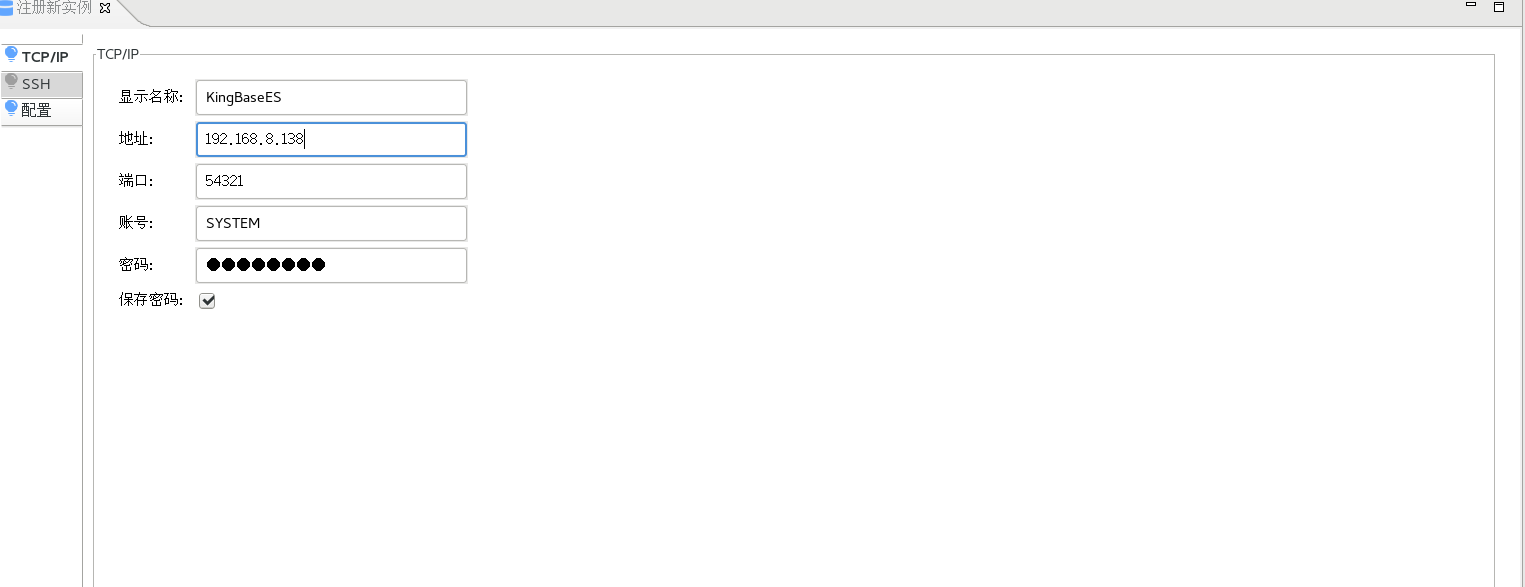 注册新实例
TCP/IP
SSH
配置
TCP/IP
显示名称: KingBaseES
地址: 192.168.8.138
端口: 54321
账号: SYSTEM
密码: ●●●●●●●●
保存密码: